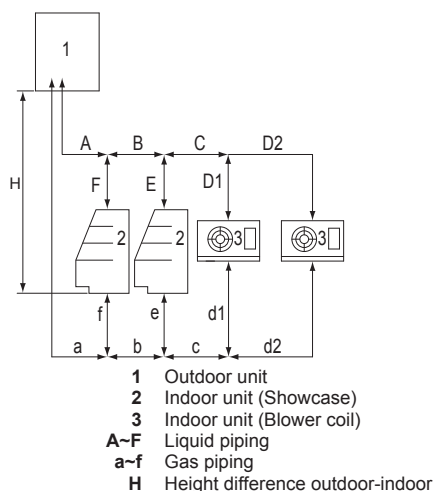 1
A B C D2
H F E D1
2 2 3 3
f e d1
a b c d2
1 Outdoor unit
2 Indoor unit (Showcase)
3 Indoor unit (Blower coil)
A~F Liquid piping
a~f Gas piping
H Height difference outdoor-indoor